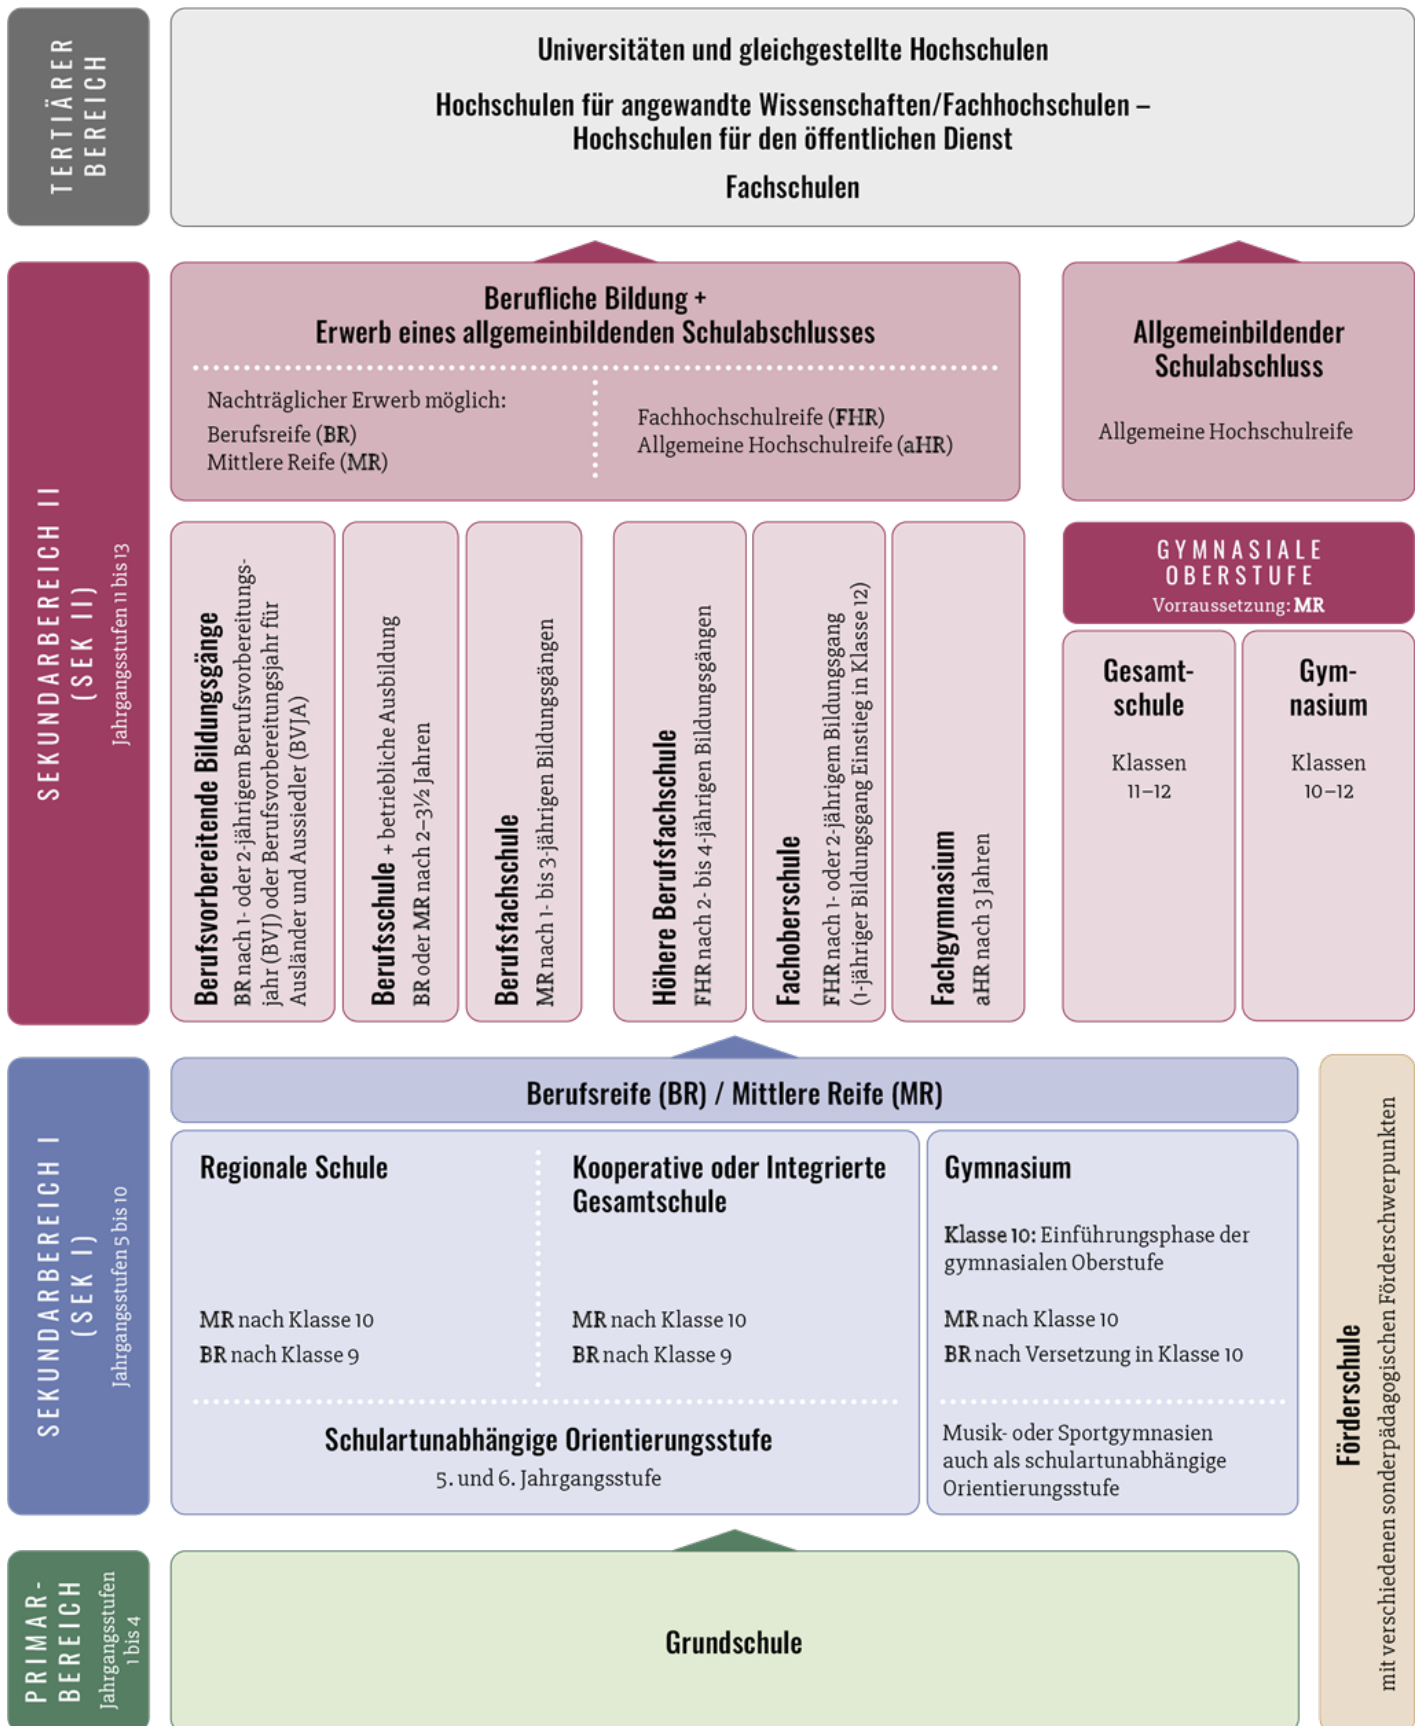 TERTIÄRER
BEREICH
Universitäten und gleichgestellte Hochschulen
Hochschulen für angewandte Wissenschaften/Fachhochschulen –
Hochschulen für den öffentlichen Dienst
Fachschulen
SEKUNDARBEREICH II
(SEK II)
Jahrgangsstufen 11 bis 13
Berufliche Bildung +
Erwerb eines allgemeinbildenden Schulabschlusses
Nachträglicher Erwerb möglich:
Berufsreife (BR)
Mittlere Reife (MR)
Fachhochschulreife (FHR)
Allgemeine Hochschulreife (aHR)
Allgemeinbildender
Schulabschluss
Allgemeine Hochschulreife
Berufsvorbereitende Bildungsgänge
BR nach 1- oder 2-jährigem Berufsvorbereitungs-
jahr (BVJ) oder Berufsvorbereitungsjahr für
Ausländer und Aussiedler (BVJA)
Berufsschule + betriebliche Ausbildung
BR oder MR nach 2–3½ Jahren
Berufsfachschule
MR nach 1- bis 3-jährigen Bildungsgängen
Höhere Berufsfachschule
FHR nach 2- bis 4-jährigen Bildungsgängen
Fachoberschule
FHR nach 1- oder 2-jährigem Bildungsgang
(1-jähriger Bildungsgang Einstieg in Klasse 12)
Fachgymnasium
aHR nach 3 Jahren
GYMNASIALE
OBERSTUFE
Vorraussetzung: MR
Gesamt-
schule
Klassen
11–12
Gym-
nasium
Klassen
10–12
SEKUNDARBEREICH I
(SEK I)
Jahrgangsstufen 5 bis 10
Berufsreife (BR) / Mittlere Reife (MR)
Regionale Schule
MR nach Klasse 10
BR nach Klasse 9
Kooperative oder Integrierte
Gesamtschule
MR nach Klasse 10
BR nach Klasse 9
Schulartunabhängige Orientierungsstufe
5. und 6. Jahrgangsstufe
Gymnasium
Klasse 10: Einführungsphase der
gymnasialen Oberstufe
MR nach Klasse 10
BR nach Versetzung in Klasse 10
Musik- oder Sportgymnasien
auch als schulartunabhängige
Orientierungsstufe
Förderschule
mit verschiedenen sonderpädagogischen Förderschwerpunkten
PRIMAR-
BEREICH
Jahrgangsstufen
1 bis 4
Grundschule